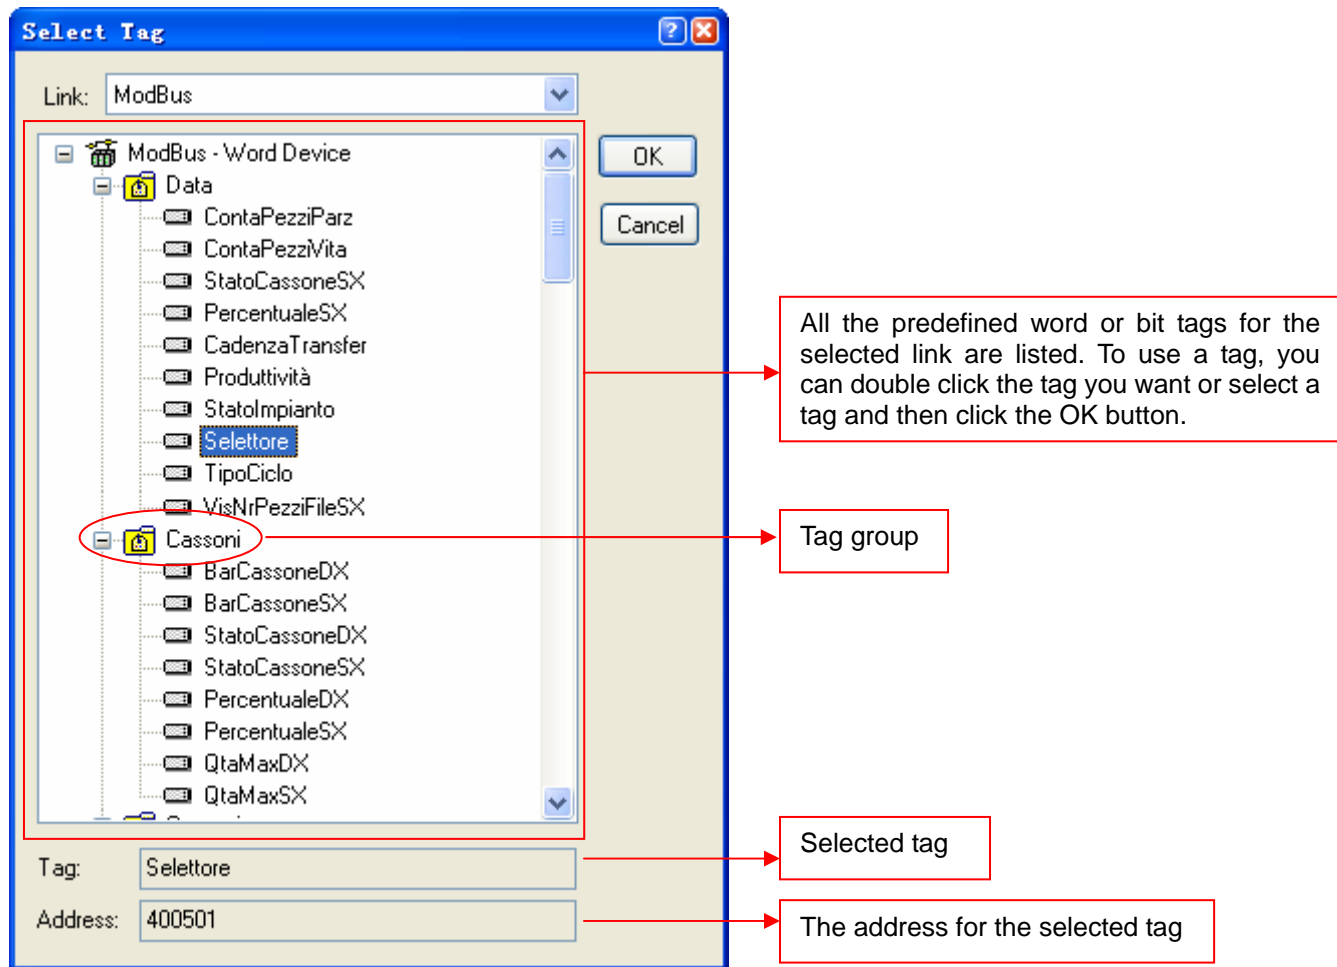 Select Tag
Link: ModBus
ModBus - Word Device
OK
Data
ContaPezziParz
Cancel
ContaPezziVita
StatoCassoneSX
PercentualeSX
CadenzaTransfer
Produttività
StatoImpianto
Selettore
TipoCiclo
VisNrPezziFileSX
Cassoni
BarCassoneDX
BarCassoneSX
StatoCassoneDX
StatoCassoneSX
PercentualeDX
PercentualeSX
QtaMaxDX
QtaMaxSX
Tag: Selettore
Address: 400501
All the predefined word or bit tags for the
selected link are listed. To use a tag, you
can double click the tag you want or select a
tag and then click the OK button.
Tag group
Selected tag
The address for the selected tag